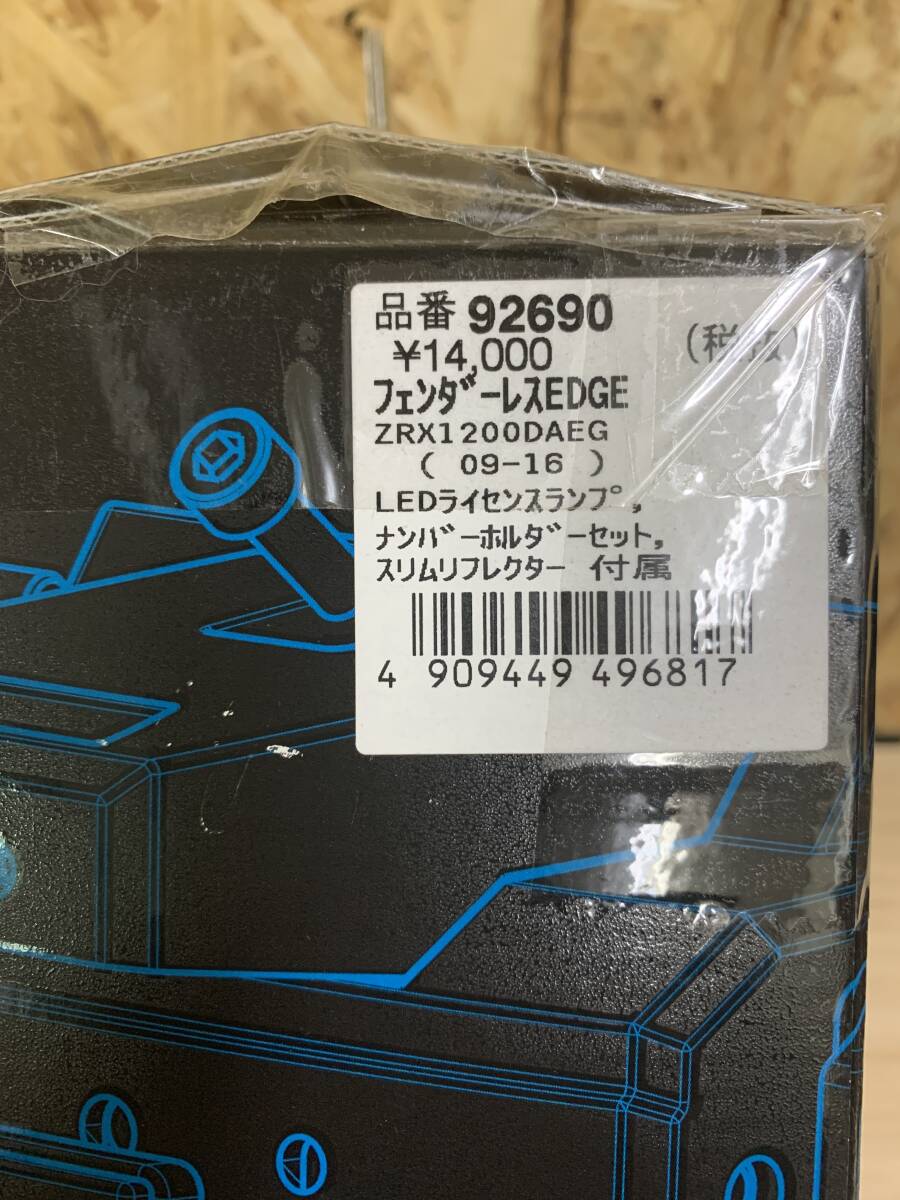 品番 92690
¥14,000 (税抜)
フェンダーレスEDGE
ZRX1200DAEG
( 09-16 )
LEDライセンスランプ,
ナンバーホルダーセット,
スリムリフレクター 付属
4 909449 496817